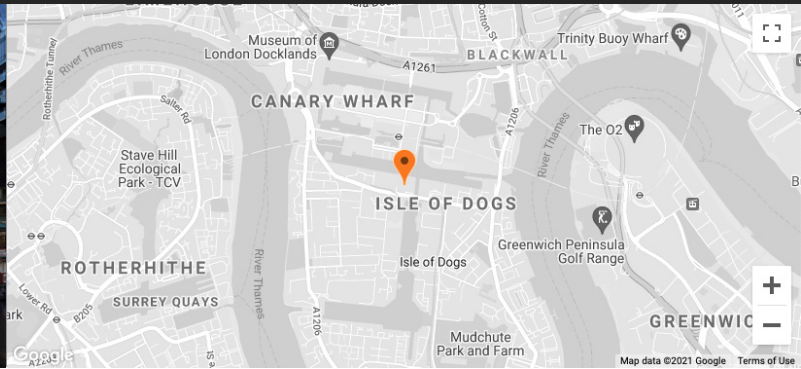 Museum of
London Docklands
A1261
Cotton St
BLACKWALL
Trinity Buoy Wharf
River Thames
Rotherhithe Tunnel
Salter Rd
CANARY WHARF
A1206
River Thames
The O2
Stave Hill
Ecological
Park - TCV
ISLE OF DOGS
Greenwich Peninsula
Golf Range
Isle of Dogs
ROTHERHITHE
River Thames
SURREY QUAYS
Lower Rd
B205
A1206
ark
GREENWIC
Mudchute
Park and Farm
Google
Map data ©2021 Google
Terms of Use